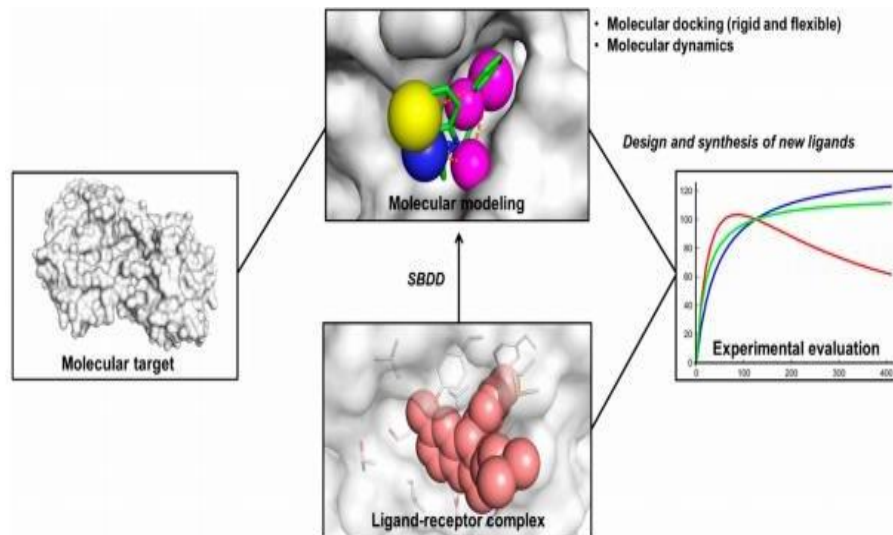 • Molecular docking (rigid and flexible)
• Molecular dynamics
Design and synthesis of new ligands
Molecular modeling
Molecular target
SBDD
120
100
80
60
40
20
0
0
100
200
300
400
Experimental evaluation
Ligand-receptor complex